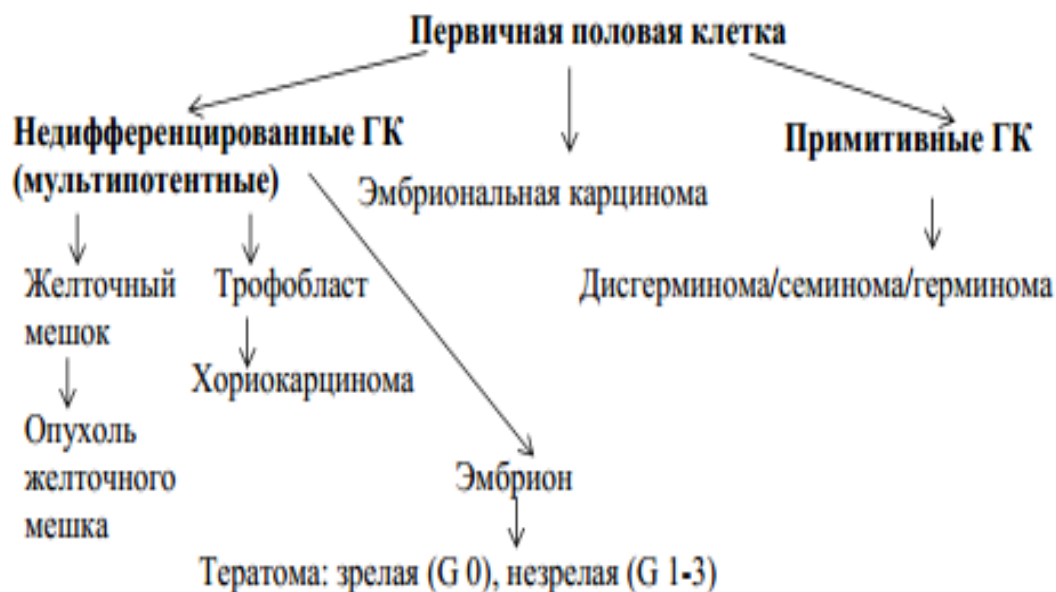 Первичная половая клетка
Недифференцированные ГК
(мультипотентные)
Примитивные ГК
Эмбриональная карцинома
Желточный
мешок
Трофобласт
Дисгерминома/семинома/герминома
Хориокарцинома
Опухоль
желточного
мешка
Эмбрион
Тератома: зрелая (G 0), незрелая (G 1-3)